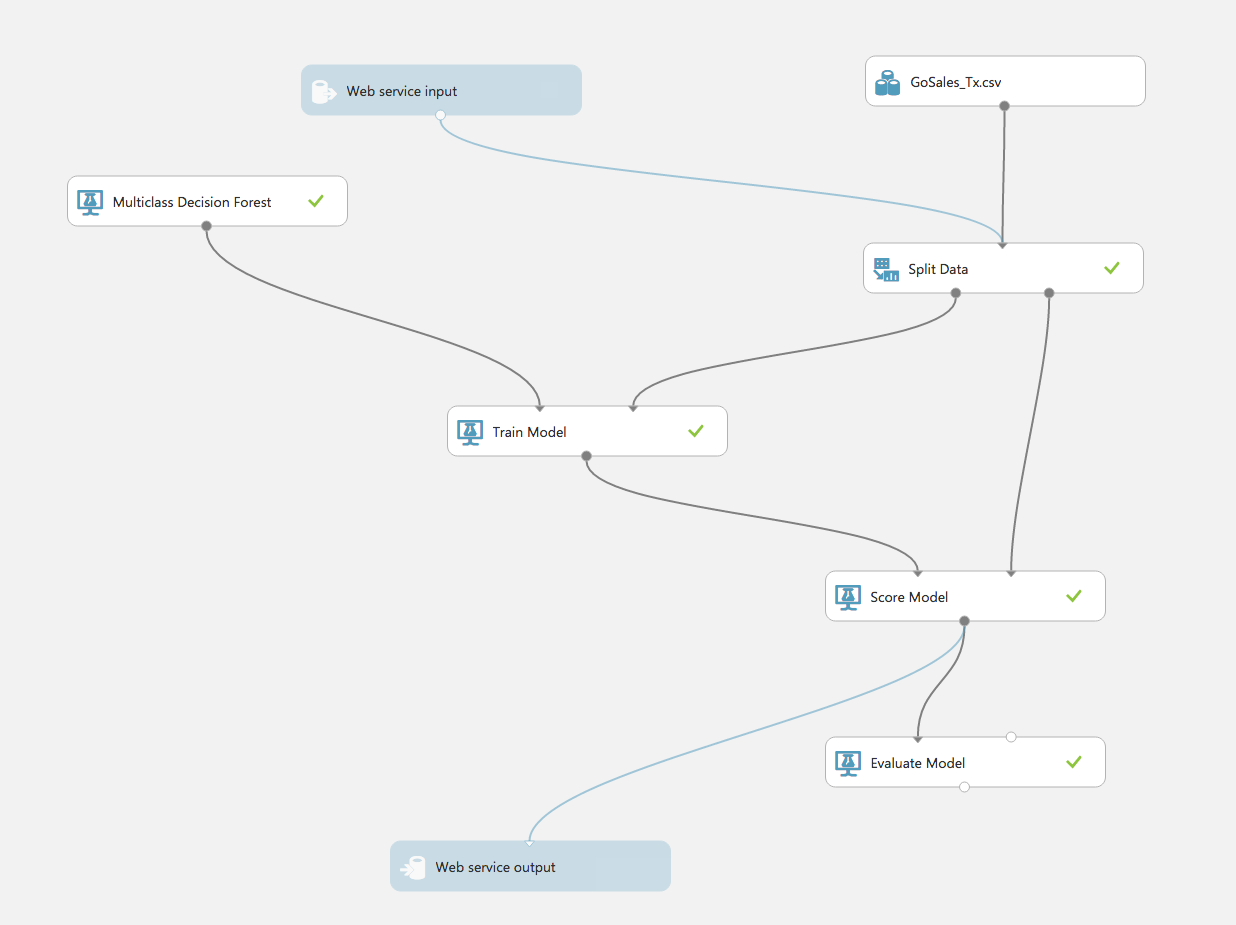 Web service input
GoSales_Tx.csv
Multiclass Decision Forest
Split Data
Train Model
Score Model
Evaluate Model
Web service output